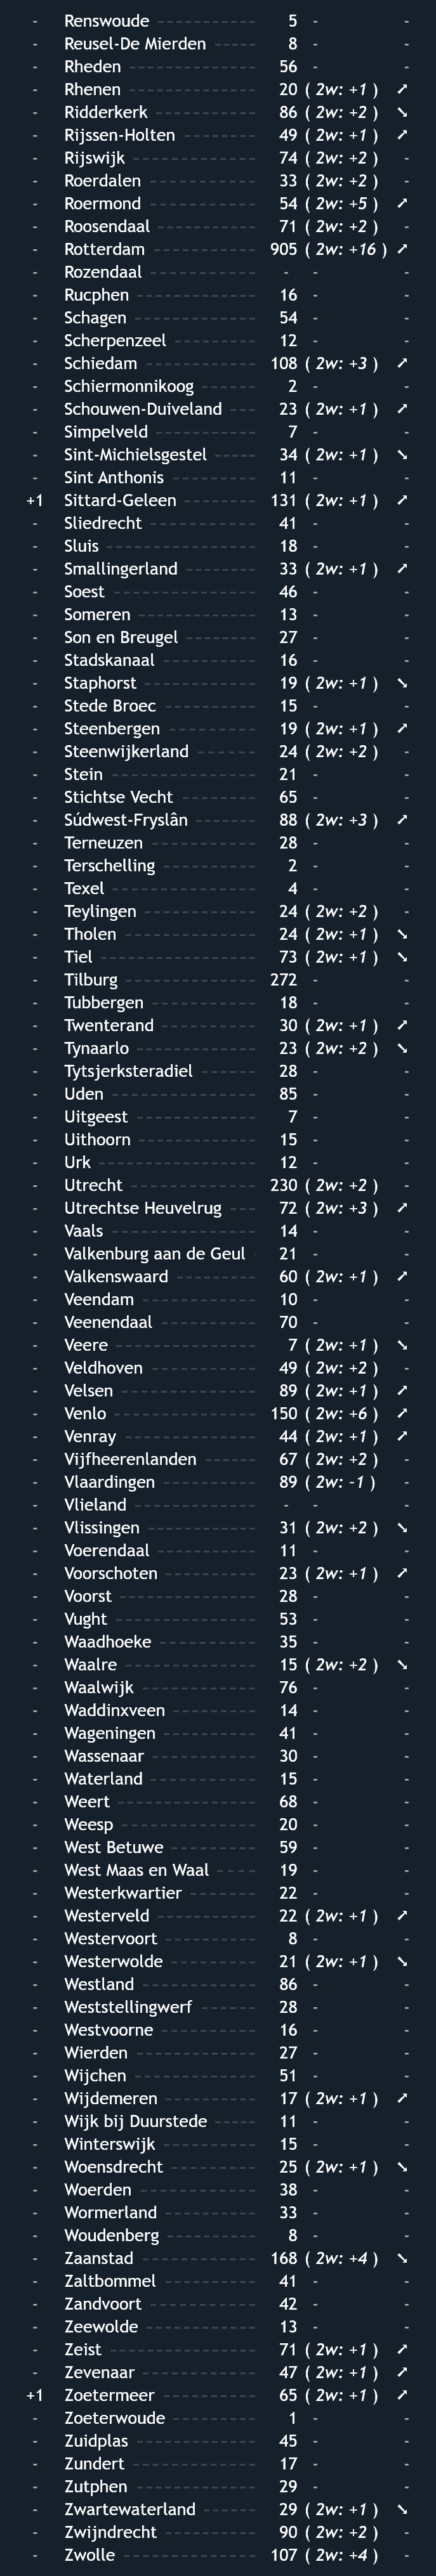 - Renswoude 5 - -
- Reusel-De Mierden 8 - -
- Rheden 56 - -
- Rhenen 20 ( 2w: +1 ) ➚
- Ridderkerk 86 ( 2w: +2 ) ➘
- Rijssen-Holten 49 ( 2w: +1 ) ➚
- Rijswijk 74 ( 2w: +2 ) -
- Roerdalen 33 ( 2w: +2 ) -
- Roermond 54 ( 2w: +5 ) ➚
- Roosendaal 71 ( 2w: +2 ) -
- Rotterdam 905 ( 2w: +16 ) ➚
- Rozendaal - - -
- Rucphen 16 - -
- Schagen 54 - -
- Scherpenzeel 12 - -
- Schiedam 108 ( 2w: +3 ) ➚
- Schiermonnikoog 2 - -
- Schouwen-Duiveland 23 ( 2w: +1 ) ➚
- Simpelveld 7 - -
- Sint-Michielsgestel 34 ( 2w: +1 ) ➘
- Sint Anthonis 11 - -
+1 Sittard-Geleen 131 ( 2w: +1 ) ➚
- Sliedrecht 41 - -
- Sluis 18 - -
- Smallingerland 33 ( 2w: +1 ) ➚
- Soest 46 - -
- Someren 13 - -
- Son en Breugel 27 - -
- Stadskanaal 16 - -
- Staphorst 19 ( 2w: +1 ) ➘
- Stede Broec 15 - -
- Steenbergen 19 ( 2w: +1 ) ➚
- Steenwijkerland 24 ( 2w: +2 ) -
- Stein 21 - -
- Stichtse Vecht 65 - -
- Súdwest-Fryslân 88 ( 2w: +3 ) ➚
- Terneuzen 28 - -
- Terschelling 2 - -
- Texel 4 - -
- Teylingen 24 ( 2w: +2 ) -
- Tholen 24 ( 2w: +1 ) ➘
- Tiel 73 ( 2w: +1 ) ➘
- Tilburg 272 - -
- Tubbergen 18 - -
- Twenterand 30 ( 2w: +1 ) ➚
- Tynaarlo 23 ( 2w: +2 ) ➘
- Tytsjerksteradiel 28 - -
- Uden 85 - -
- Uitgeest 7 - -
- Uithoorn 15 - -
- Urk 12 - -
- Utrecht 230 ( 2w: +2 ) -
- Utrechtse Heuvelrug 72 ( 2w: +3 ) ➚
- Vaals 14 - -
- Valkenburg aan de Geul 21 - -
- Valkenswaard 60 ( 2w: +1 ) ➚
- Veendam 10 - -
- Veenendaal 70 - -
- Veere 7 ( 2w: +1 ) ➘
- Veldhoven 49 ( 2w: +2 ) -
- Velsen 89 ( 2w: +1 ) ➚
- Venlo 150 ( 2w: +6 ) ➚
- Venray 44 ( 2w: +1 ) ➚
- Vijfheerenlanden 67 ( 2w: +2 ) -
- Vlaardingen 89 ( 2w: -1 ) -
- Vlieland - - -
- Vlissingen 31 ( 2w: +2 ) ➘
- Voerendaal 11 - -
- Voorschoten 23 ( 2w: +1 ) ➚
- Voorst 28 - -
- Vught 53 - -
- Waadhoeke 35 - -
- Waalre 15 ( 2w: +2 ) ➘
- Waalwijk 76 - -
- Waddinxveen 14 - -
- Wageningen 41 - -
- Wassenaar 30 - -
- Waterland 15 - -
- Weert 68 - -
- Weesp 20 - -
- West Betuwe 59 - -
- West Maas en Waal 19 - -
- Westerkwartier 22 - -
- Westerveld 22 ( 2w: +1 ) ➚
- Westervoort 8 - -
- Westerwolde 21 ( 2w: +1 ) ➘
- Westland 86 - -
- Weststellingwerf 28 - -
- Westvoorne 16 - -
- Wierden 27 - -
- Wijchen 51 - -
- Wijdemeren 17 ( 2w: +1 ) ➚
- Wijk bij Duurstede 11 - -
- Winterswijk 15 - -
- Woensdrecht 25 ( 2w: +1 ) ➘
- Woerden 38 - -
- Wormerland 33 - -
- Woudenberg 8 - -
- Zaanstad 168 ( 2w: +4 ) ➘
- Zaltbommel 41 - -
- Zandvoort 42 - -
- Zeewolde 13 - -
- Zeist 71 ( 2w: +1 ) ➚
- Zevenaar 47 ( 2w: +1 ) ➚
+1 Zoetermeer 65 ( 2w: +1 ) ➚
- Zoeterwoude 1 - -
- Zuidplas 45 - -
- Zundert 17 - -
- Zutphen 29 - -
- Zwartewaterland 29 ( 2w: +1 ) ➘
- Zwijndrecht 90 ( 2w: +2 ) -
- Zwolle 107 ( 2w: +4 ) -